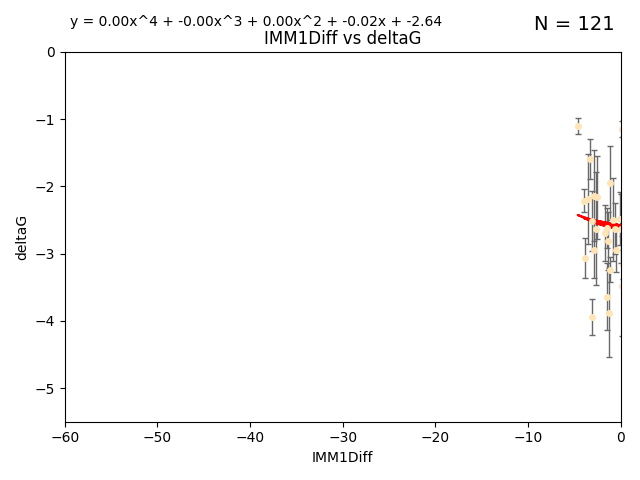 y = 0.00x^4 + -0.00x^3 + 0.00x^2 + -0.02x + -2.64
N = 121
IMM1Diff vs deltaG
0
−1
−2
−3
−4
−5
deltaG
−60 −50 −40 −30 −20 −10 0
IMM1Diff